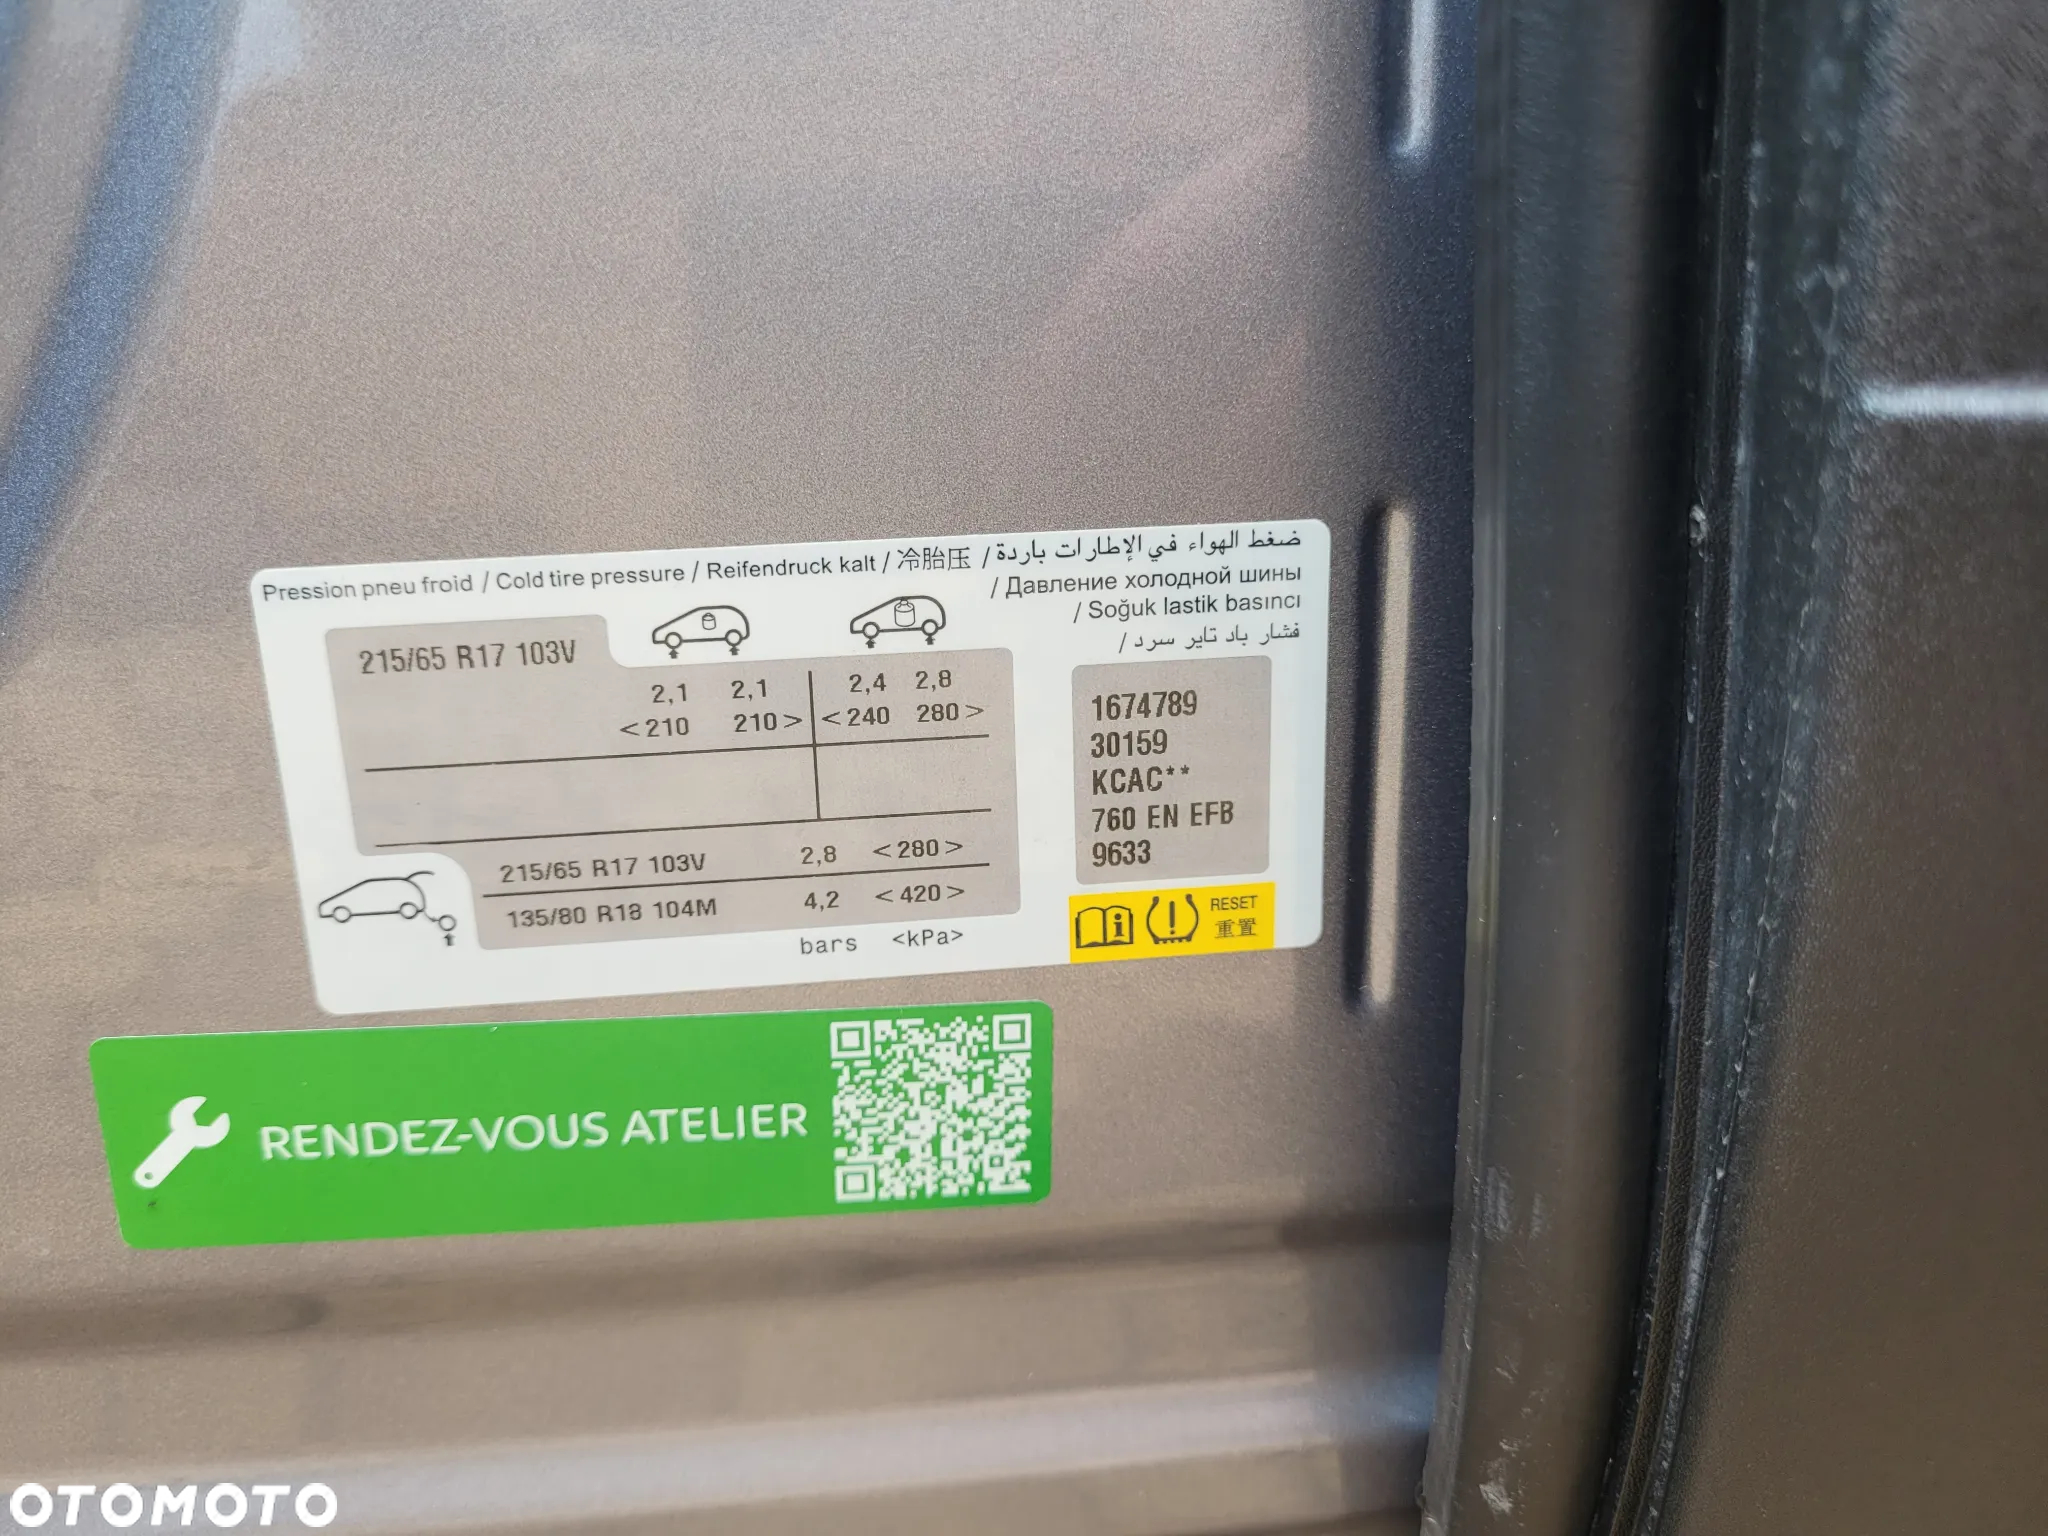 Pression pneu froid / Cold tire pressure / Reifendruck kalt / 冷胎压 / ضغط الهواء في الإطارات باردة
/ Давление холодной шины
/ Soğuk lastik basıncı
/ فشار باد تایر سرد
215/65 R17 103V
2,1 2,1 2,4 2,8
<210 210> <240 280>
215/65 R17 103V 2,8 <280>
135/80 R18 104M 4,2 <420>
bars <kPa>
1674789
30159
KCAC**
760 EN EFB
9633
RESET
重置
RENDEZ-VOUS ATELIER
OTOMOTO